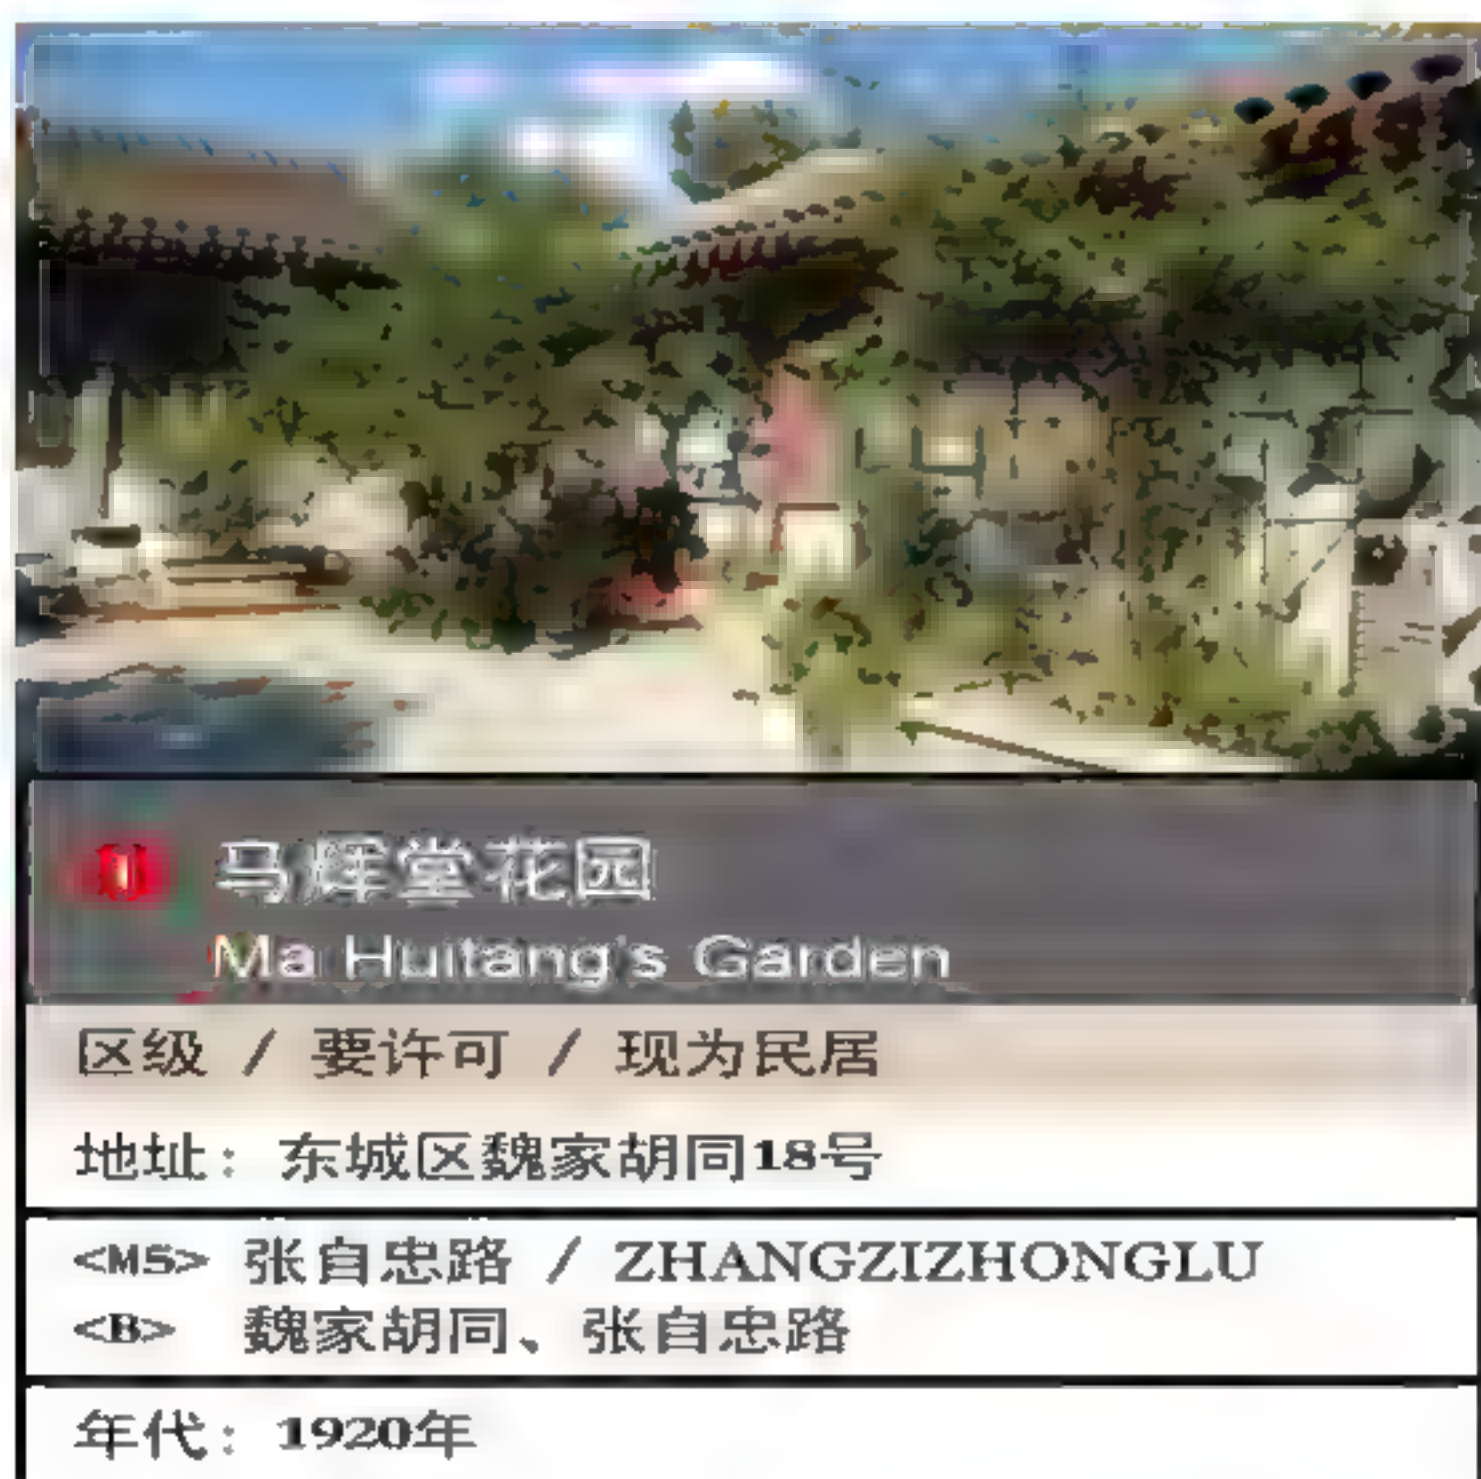 马辉堂花园
Ma Huitang's Garden
区级 / 要许可 / 现为民居
地址：东城区魏家胡同18号
<M5> 张自忠路 / ZHANGZIZHONGLU
<B> 魏家胡同、张自忠路
年代：1920年